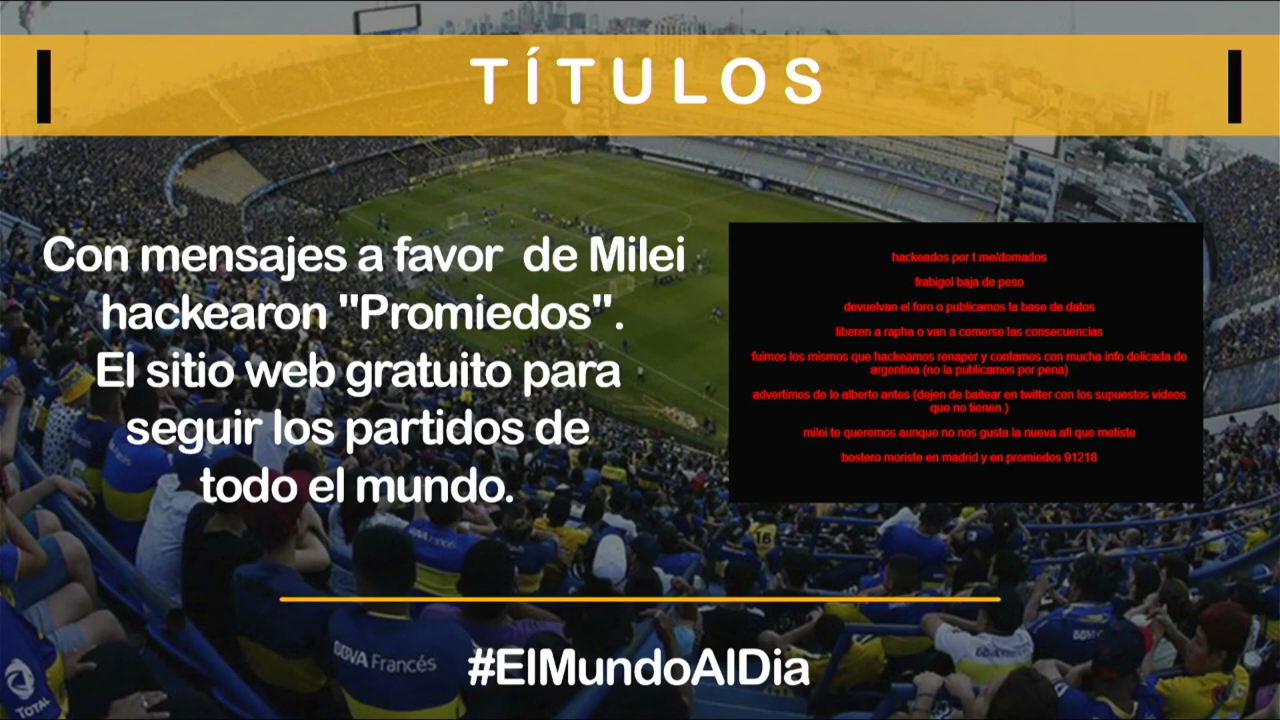 TÍTULOS
Con mensajes a favor de Milei
hackearon "Promiedos".
El sitio web gratuito para
seguir los partidos de
todo el mundo.
hackeados por t.me/domados
frabigol baja de peso
devuelvan el foro o publicamos la base de datos
liberen a rapha o van a comerse las consecuencias
fuimos los mismos que hackeamos renaper y contamos con mucha info delicada de
argentina (no la publicamos por pena)
advertimos de lo alberto antes (dejen de baitear en twitter con los supuestos videos
que no tienen )
milei te queremos aunque no nos gusta la nueva afi que metiste
bostero moriste en madrid y en promiedos 91218
16
BBVA Francés
#ElMundoAlDia
TOTAL